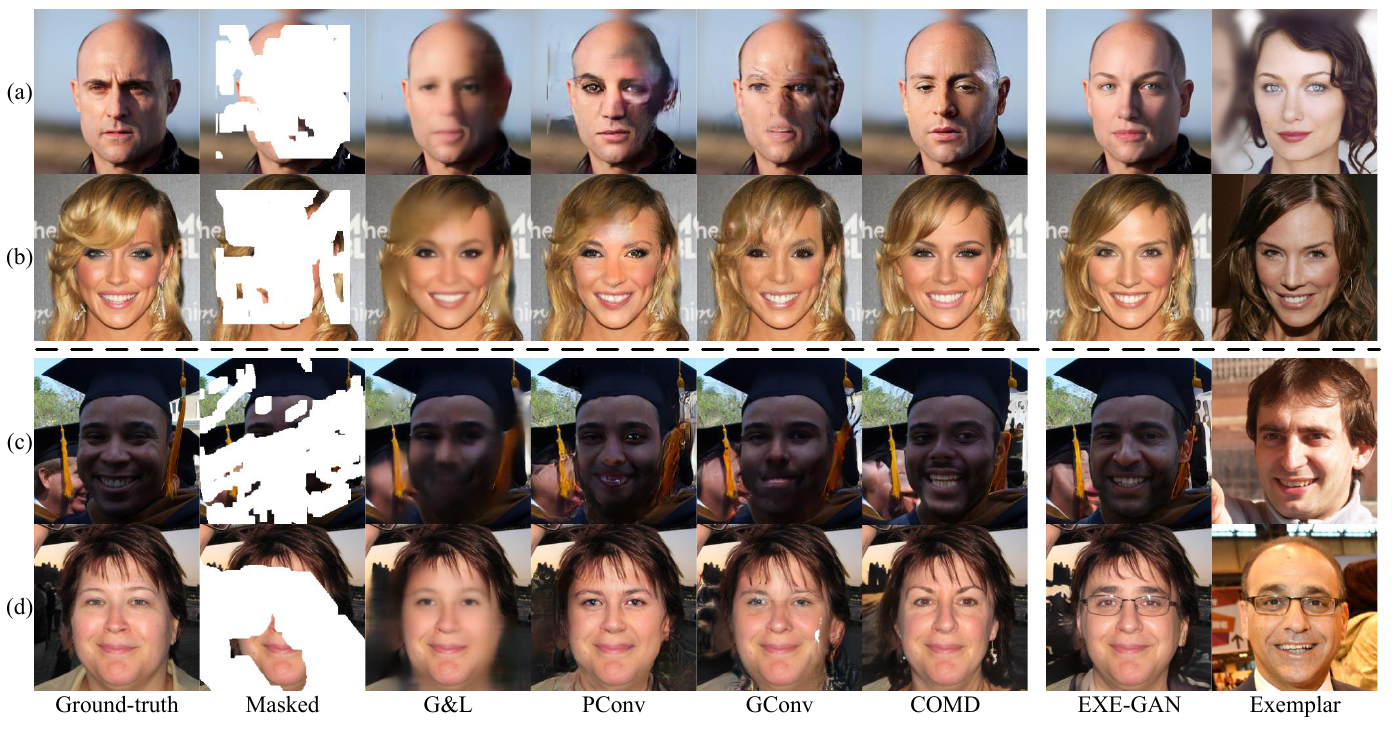 (a)
(b)
(c)
(d)
Ground-truth Masked G&L PConv GConv COMD EXE-GAN Exemplar